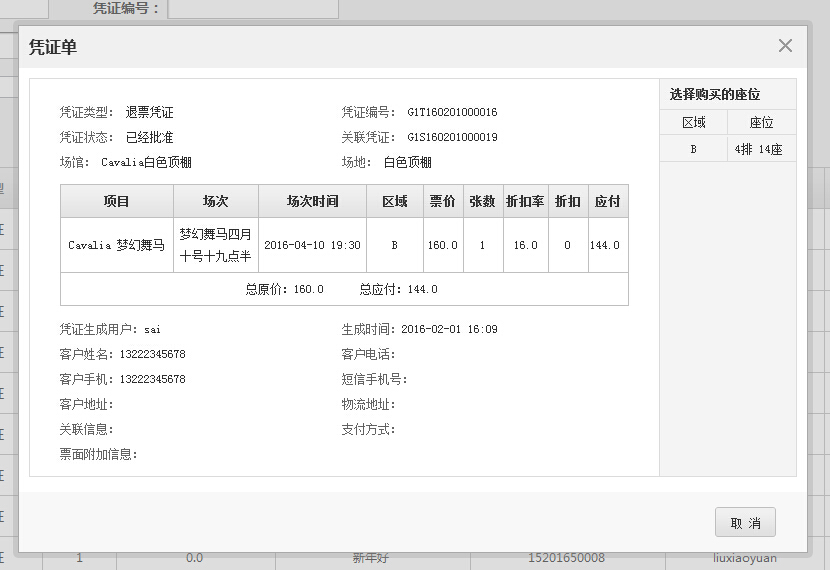 凭证编号：
凭证单
凭证类型： 退票凭证 凭证编号： G1T160201000016
凭证状态： 已经批准 关联凭证： G1S160201000019
场馆： Cavalia白色顶棚 场地： 白色顶棚
选择购买的座位
区域 座位
B 4排 14座
项目 场次 场次时间 区域 票价 张数 折扣率 折扣 应付
Cavalia 梦幻舞马 梦幻舞马四月十号十九点半 2016-04-10 19:30 B 160.0 1 16.0 0 144.0
总原价：160.0 总应付：144.0
凭证生成用户：sai 生成时间：2016-02-01 16:09
客户姓名：13222345678 客户电话：
客户手机：13222345678 短信手机号：
客户地址： 物流地址：
关联信息： 支付方式：
票面附加信息：
取 消
1 0.0 新年好 15201650008 liuxiaoyuan